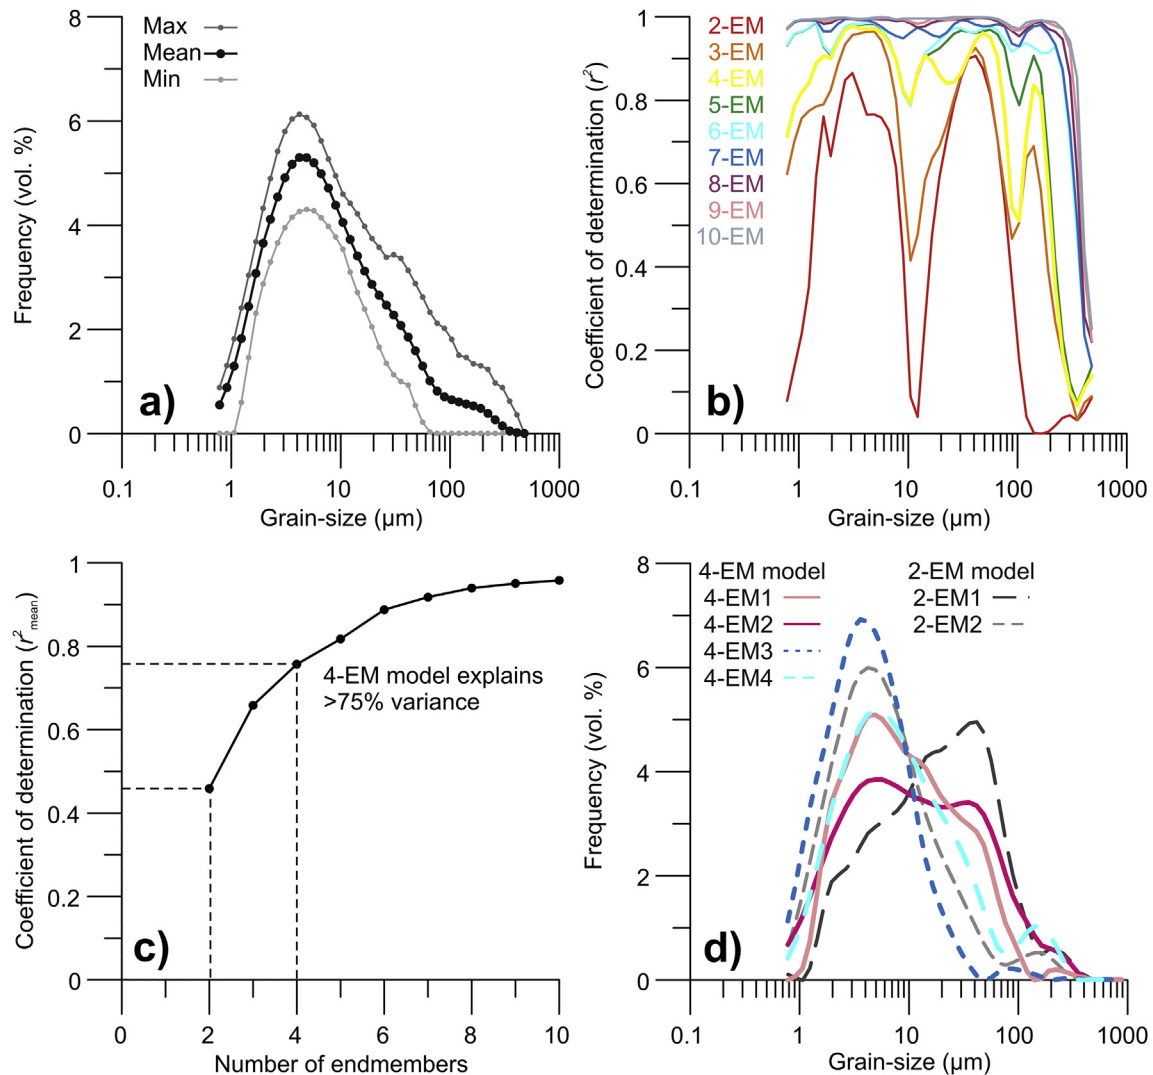 8
6
4
2
0
Frequency (vol. %)
Max
Mean
Min
a)
0.1 1 10 100 1000
Grain-size (µm)
1
0.8
0.6
0.4
0.2
0
Coefficient of determination (r²)
2-EM
3-EM
4-EM
5-EM
6-EM
7-EM
8-EM
9-EM
10-EM
b)
0.1 1 10 100 1000
Grain-size (µm)
1
0.8
0.6
0.4
0.2
0
Coefficient of determination (r²mean)
4-EM model explains
>75% variance
c)
0 2 4 6 8 10
Number of endmembers
8
6
4
2
0
Frequency (vol. %)
4-EM model
4-EM1
4-EM2
4-EM3
4-EM4
2-EM model
2-EM1
2-EM2
d)
0.1 1 10 100 1000
Grain-size (µm)